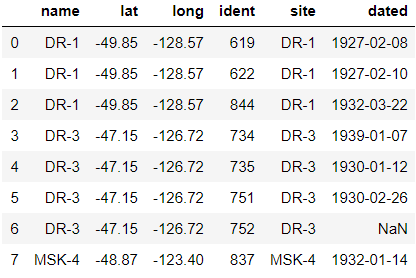 name lat long ident site dated
0 DR-1 -49.85 -128.57 619 DR-1 1927-02-08
1 DR-1 -49.85 -128.57 622 DR-1 1927-02-10
2 DR-1 -49.85 -128.57 844 DR-1 1932-03-22
3 DR-3 -47.15 -126.72 734 DR-3 1939-01-07
4 DR-3 -47.15 -126.72 735 DR-3 1930-01-12
5 DR-3 -47.15 -126.72 751 DR-3 1930-02-26
6 DR-3 -47.15 -126.72 752 DR-3 NaN
7 MSK-4 -48.87 -123.40 837 MSK-4 1932-01-14